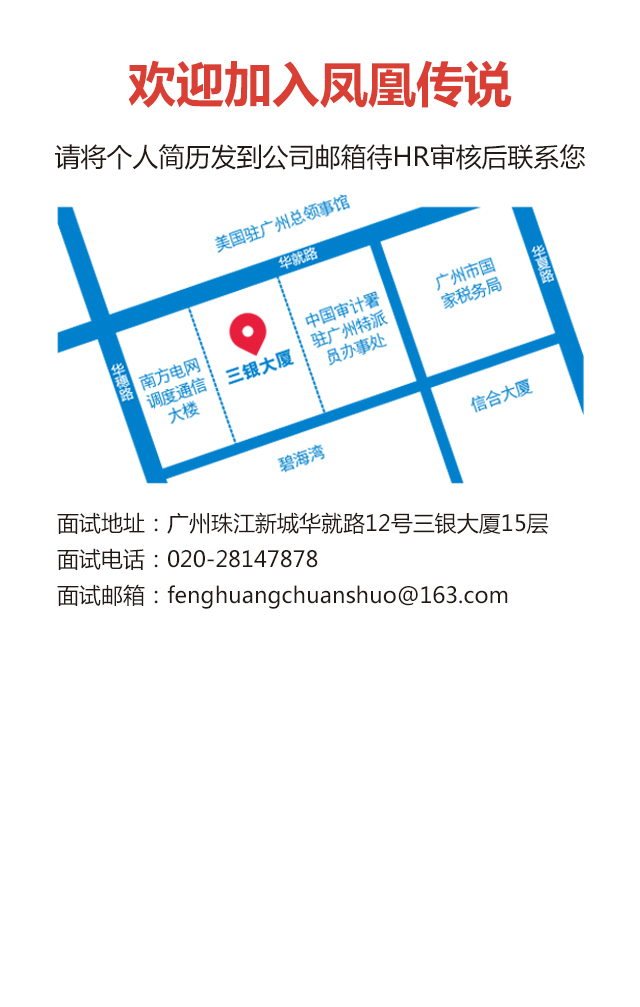 欢迎加入凤凰传说
请将个人简历发到公司邮箱待HR审核后联系您
美国驻广州总领事馆
华就路
华夏路
广州市国
家税务局
中国审计署
驻广州特派
员办事处
三银大厦
华穗路
南方电网
调度通信
大楼
信合大厦
碧海湾
面试地址：广州珠江新城华就路12号三银大厦15层
面试电话：020-28147878
面试邮箱：fenghuangchuanshuo@163.com